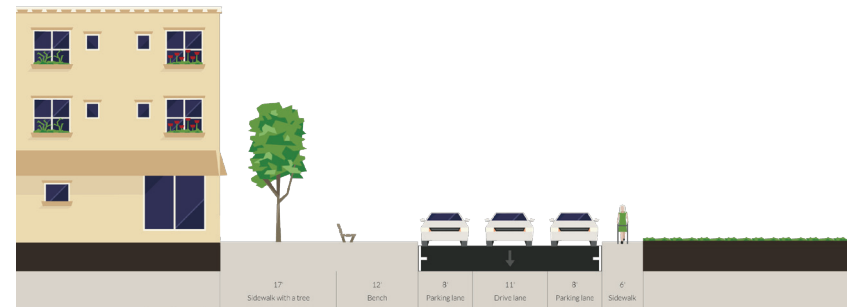 17' 12' 8' 11' 8' 6'
Sidewalk with a tree Bench Parking lane Drive lane Parking lane Sidewalk